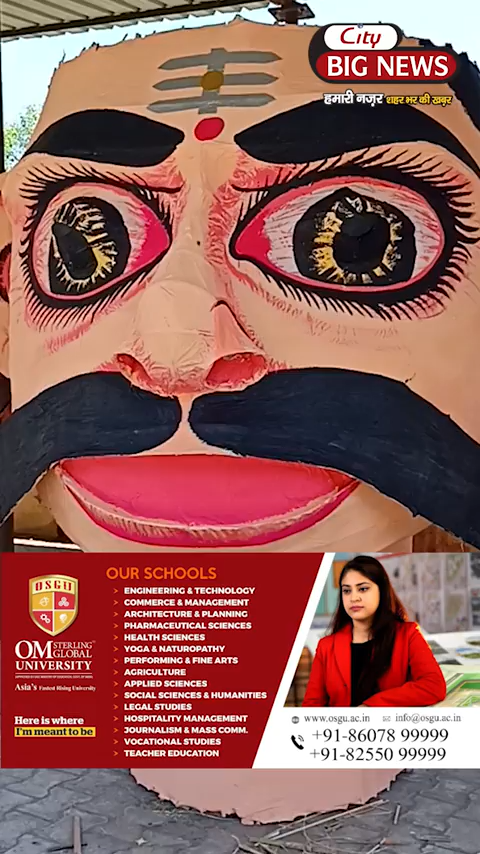 City
BIG NEWS
हमारी नज़र शहर भर की खबर
OUR SCHOOLS
> ENGINEERING & TECHNOLOGY
> COMMERCE & MANAGEMENT
> ARCHITECTURE & PLANNING
> PHARMACEUTICAL SCIENCES
> HEALTH SCIENCES
> YOGA & NATUROPATHY
> PERFORMING & FINE ARTS
> AGRICULTURE
> APPLIED SCIENCES
> SOCIAL SCIENCES & HUMANITIES
> LEGAL STUDIES
> HOSPITALITY MANAGEMENT
> JOURNALISM & MASS COMM.
> VOCATIONAL STUDIES
> TEACHER EDUCATION
OSGU
OM STERLING
GLOBAL
UNIVERSITY
Asia's Fastest Rising University
Here is where
I'm meant to be
www.osgu.ac.in info@osgu.ac.in
+91-86078 99999
+91-82550 99999